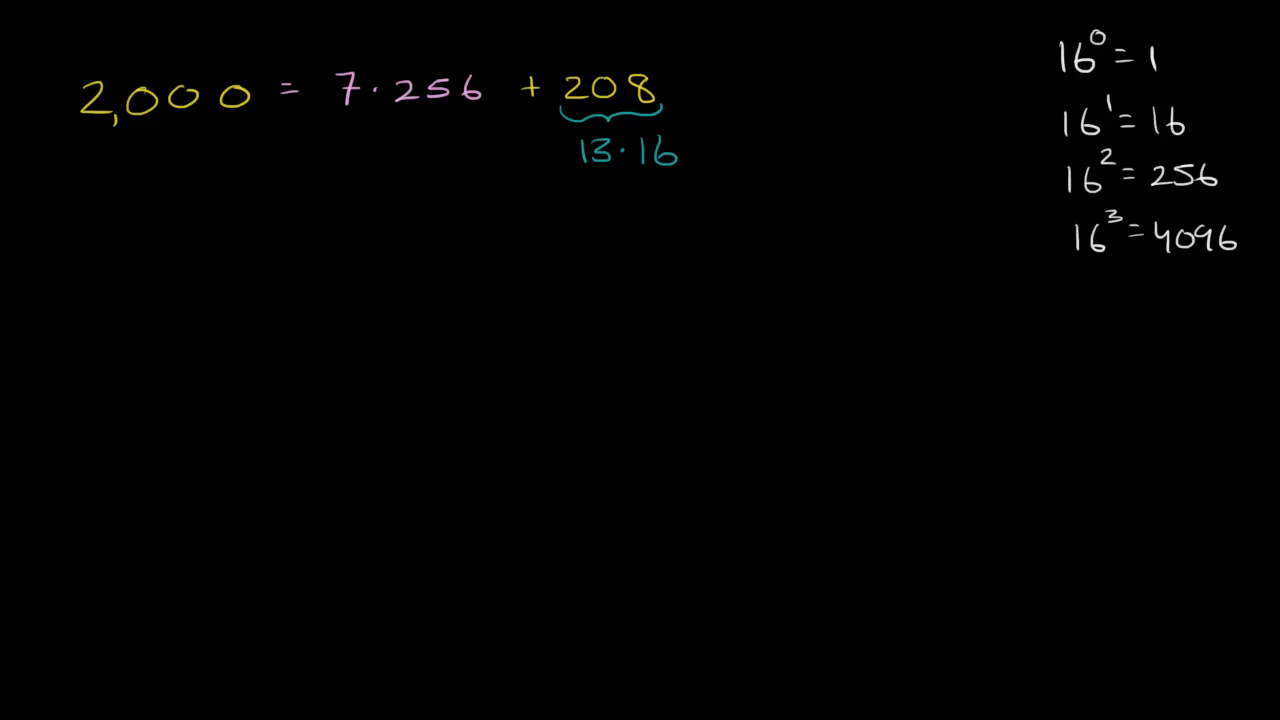 2,000 = 7 · 256 + 208
13 · 16
16⁰ = 1
16¹ = 16
16² = 256
16³ = 4096